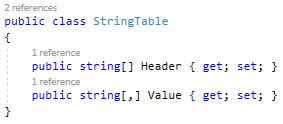 2 references
public class StringTable
{
1 reference
public string[] Header { get; set; }
1 reference
public string[,] Value { get; set; }
}